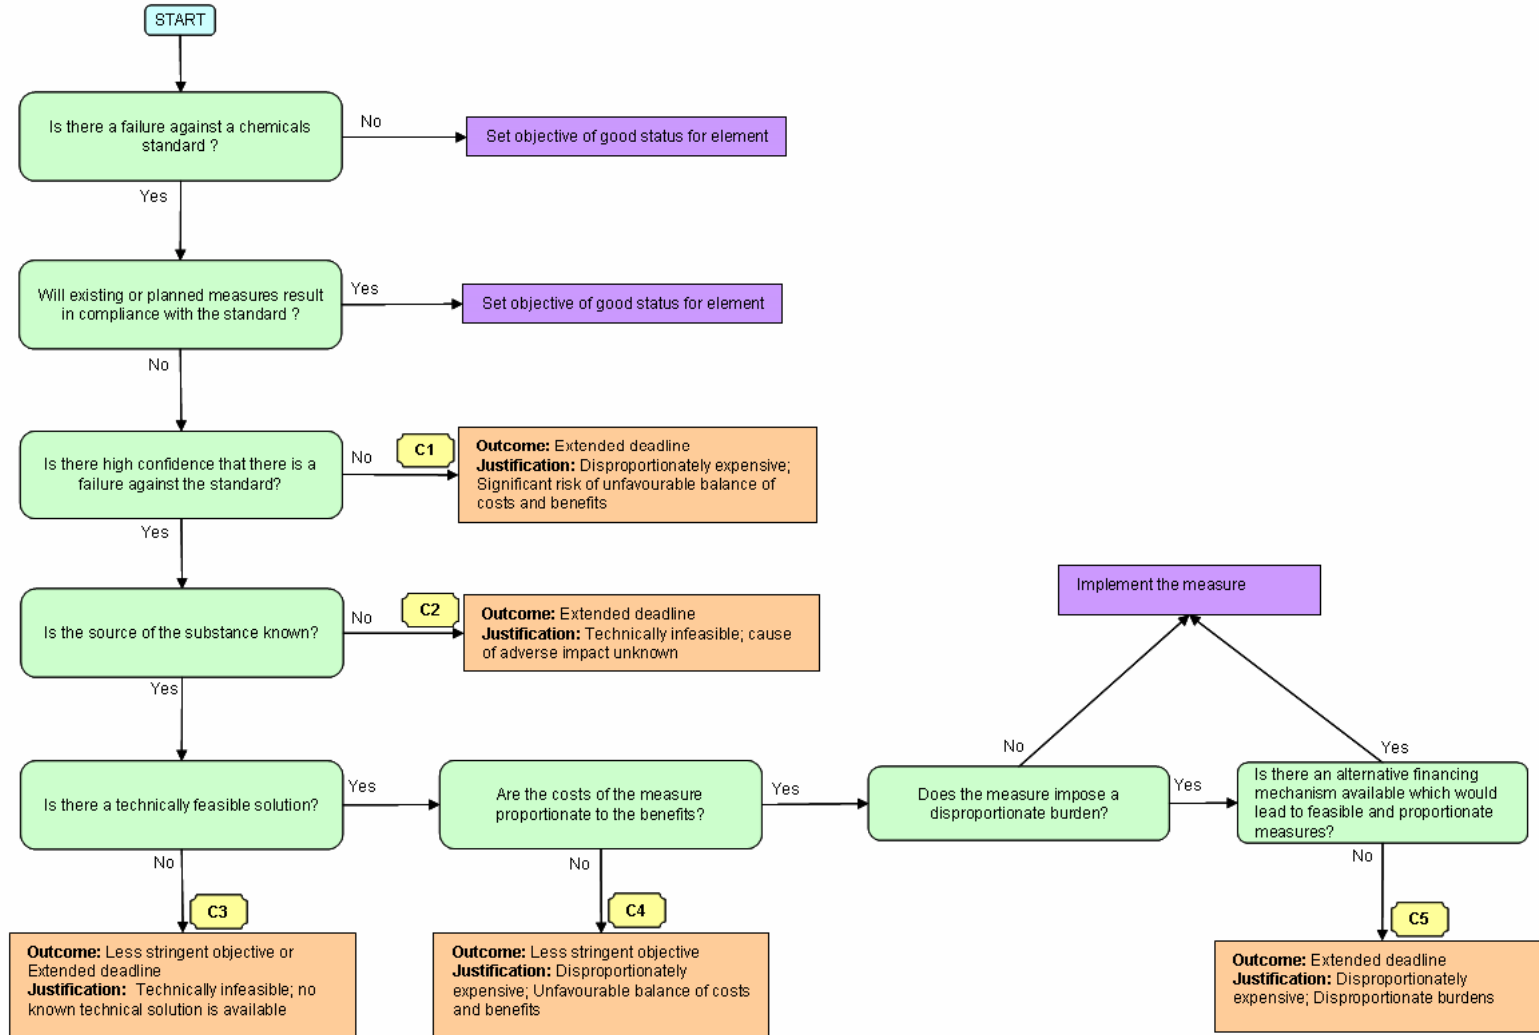 START
Is there a failure against a chemicals
standard ?
No
Set objective of good status for element
Yes
Will existing or planned measures result
in compliance with the standard ?
Yes
Set objective of good status for element
No
Is there high confidence that there is a
failure against the standard?
No
C1
Outcome: Extended deadline
Justification: Disproportionately expensive;
Significant risk of unfavourable balance of
costs and benefits
Yes
Is the source of the substance known?
No
C2
Outcome: Extended deadline
Justification: Technically infeasible; cause
of adverse impact unknown
Implement the measure
Yes
Is there a technically feasible solution?
Yes
Are the costs of the measure
proportionate to the benefits?
Yes
Does the measure impose a
disproportionate burden?
No
Yes
Is there an alternative financing
mechanism available which would
lead to feasible and proportionate
measures?
Yes
No
C3
Outcome: Less stringent objective or
Extended deadline
Justification: Technically infeasible; no
known technical solution is available
No
C4
Outcome: Less stringent objective
Justification: Disproportionately
expensive; Unfavourable balance of costs
and benefits
No
C5
Outcome: Extended deadline
Justification: Disproportionately
expensive; Disproportionate burdens